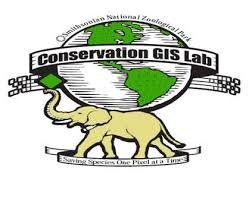 Smithsonian National Zoological Park
Conservation GIS Lab
Saving Species One Pixel at a Time